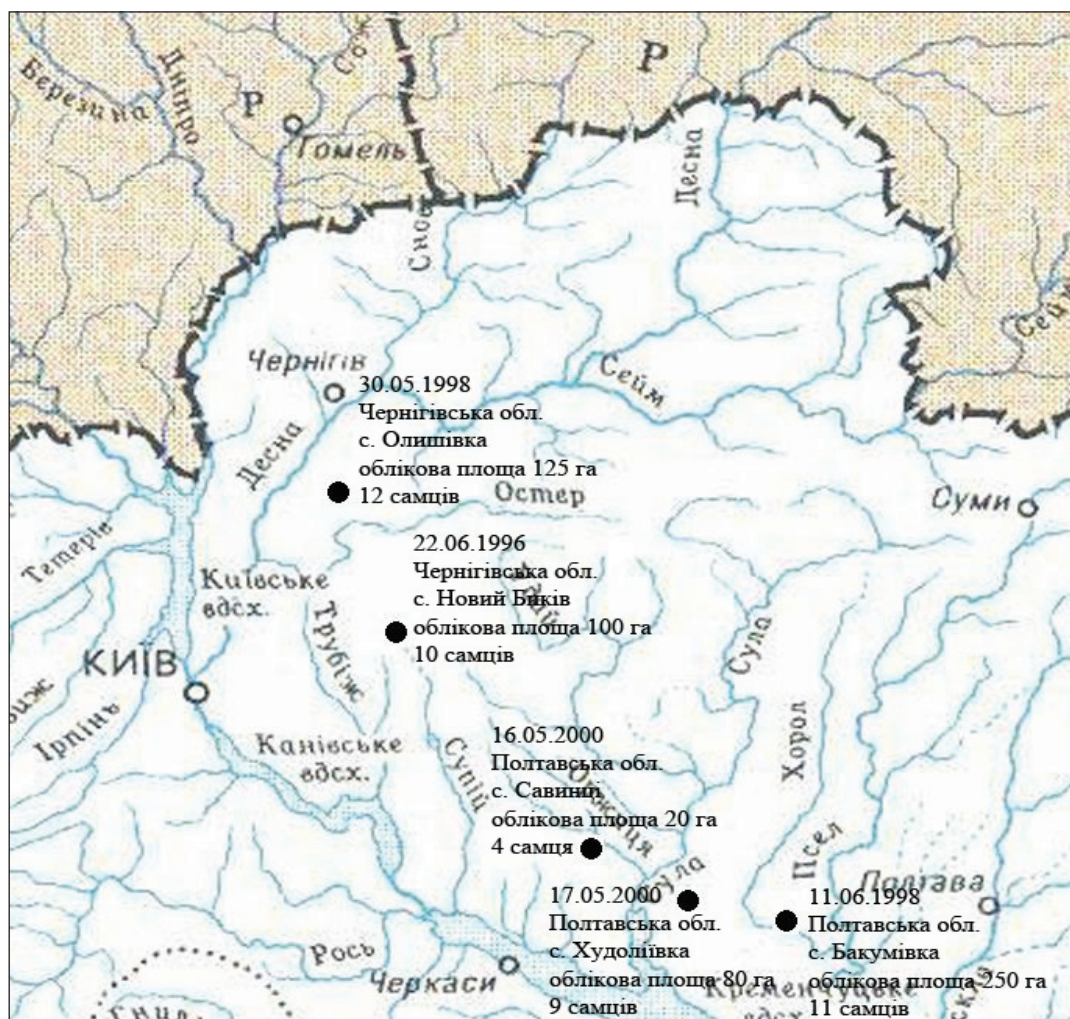 Березина
Дніпро
Сож
Р
Р
Гомель
Десна
Снов
Сейм
Чернігів
30.05.1998
Чернігівська обл.
с. Олишівка
облікова площа 125 га
12 самців
Сейм
Десна
Остер
Суми
Тетерів
22.06.1996
Чернігівська обл.
с. Новий Биків
облікова площа 100 га
10 самців
Київське
вдсх.
Удай
Трубіж
Сула
КИЇВ
Ірпінь
Хорол
Канівське
вдсх.
Супій
16.05.2000
Полтавська обл.
с. Савинці
облікова площа 20 га
4 самця
Оржиця
Псел
Сула
Полтава
17.05.2000
Полтавська обл.
с. Худоліївка
облікова площа 80 га
9 самців
11.06.1998
Полтавська обл.
с. Бакумівка
облікова площа 250 га
11 самців
Рось
Черкаси
Кременчуцьке